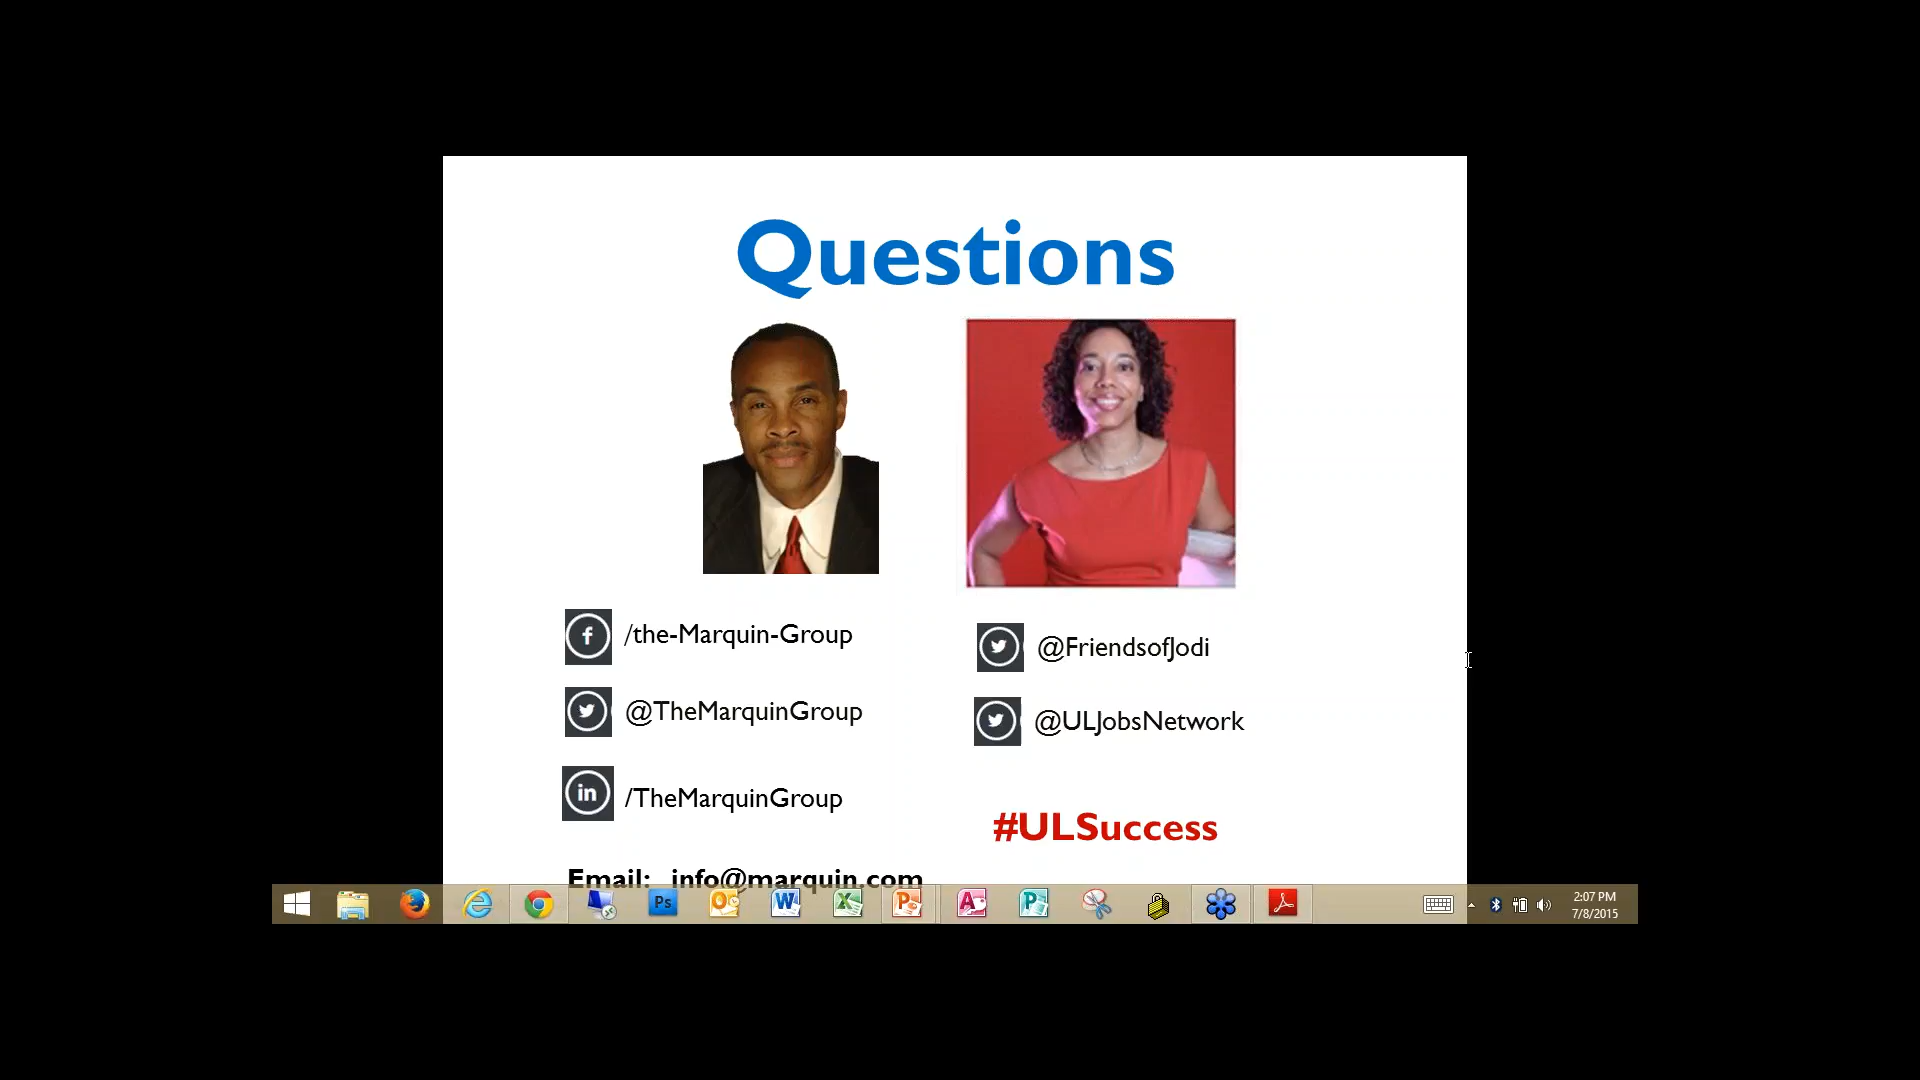 Questions
/the-Marquin-Group
@TheMarquinGroup
/TheMarquinGroup
Email: info@marquin.com
@FriendsofJodi
@ULJobsNetwork
#ULSuccess
2:07 PM
7/8/2015